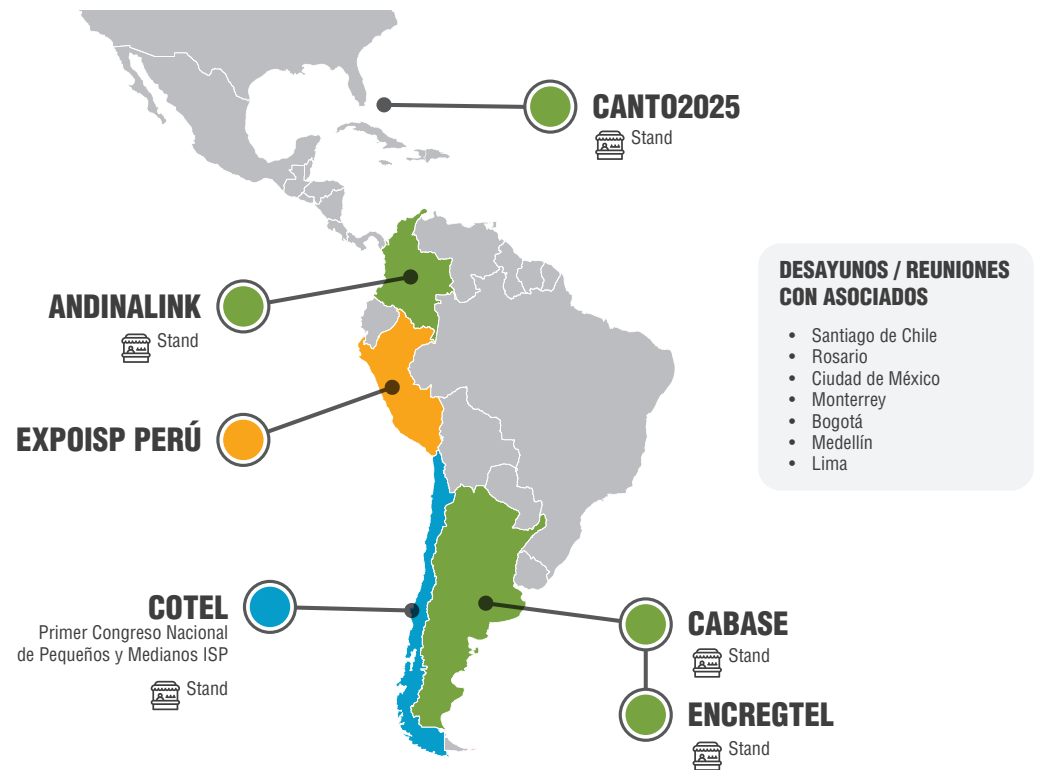 CANTO2025
Stand
ANDINALINK
Stand
EXPOISP PERÚ
COTEL
Primer Congreso Nacional
de Pequeños y Medianos ISP
Stand
CABASE
Stand
ENCREGTEL
Stand
DESAYUNOS / REUNIONES
CON ASOCIADOS
• Santiago de Chile
• Rosario
• Ciudad de México
• Monterrey
• Bogotá
• Medellín
• Lima